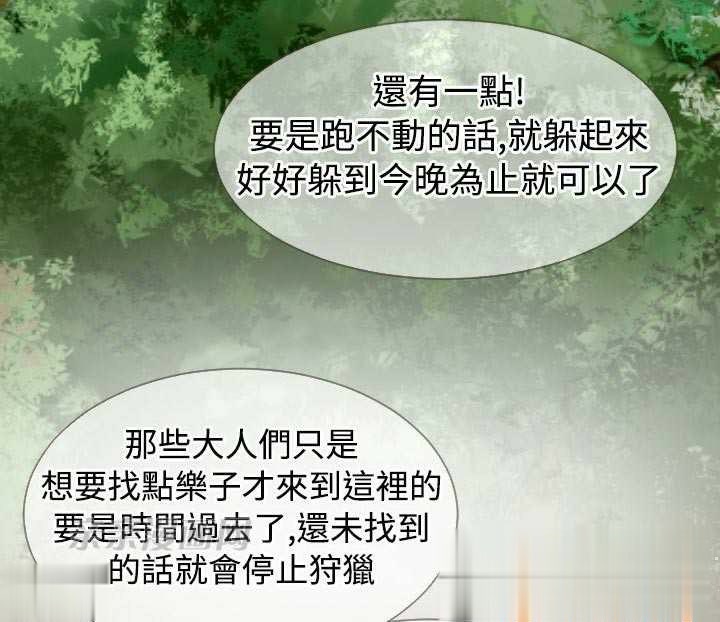 還有一點!
要是跑不動的話,就躲起來
好好躲到今晚為止就可以了
那些大人們只是
想要找點樂子才來到這裡的
要是時間過去了,還未找到
的話就會停止狩獵